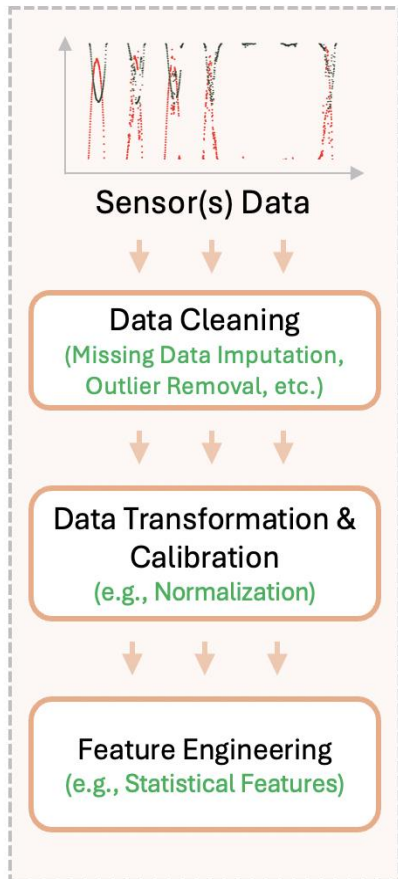 Sensor(s) Data
Data Cleaning
(Missing Data Imputation,
Outlier Removal, etc.)
Data Transformation &
Calibration
(e.g., Normalization)
Feature Engineering
(e.g., Statistical Features)